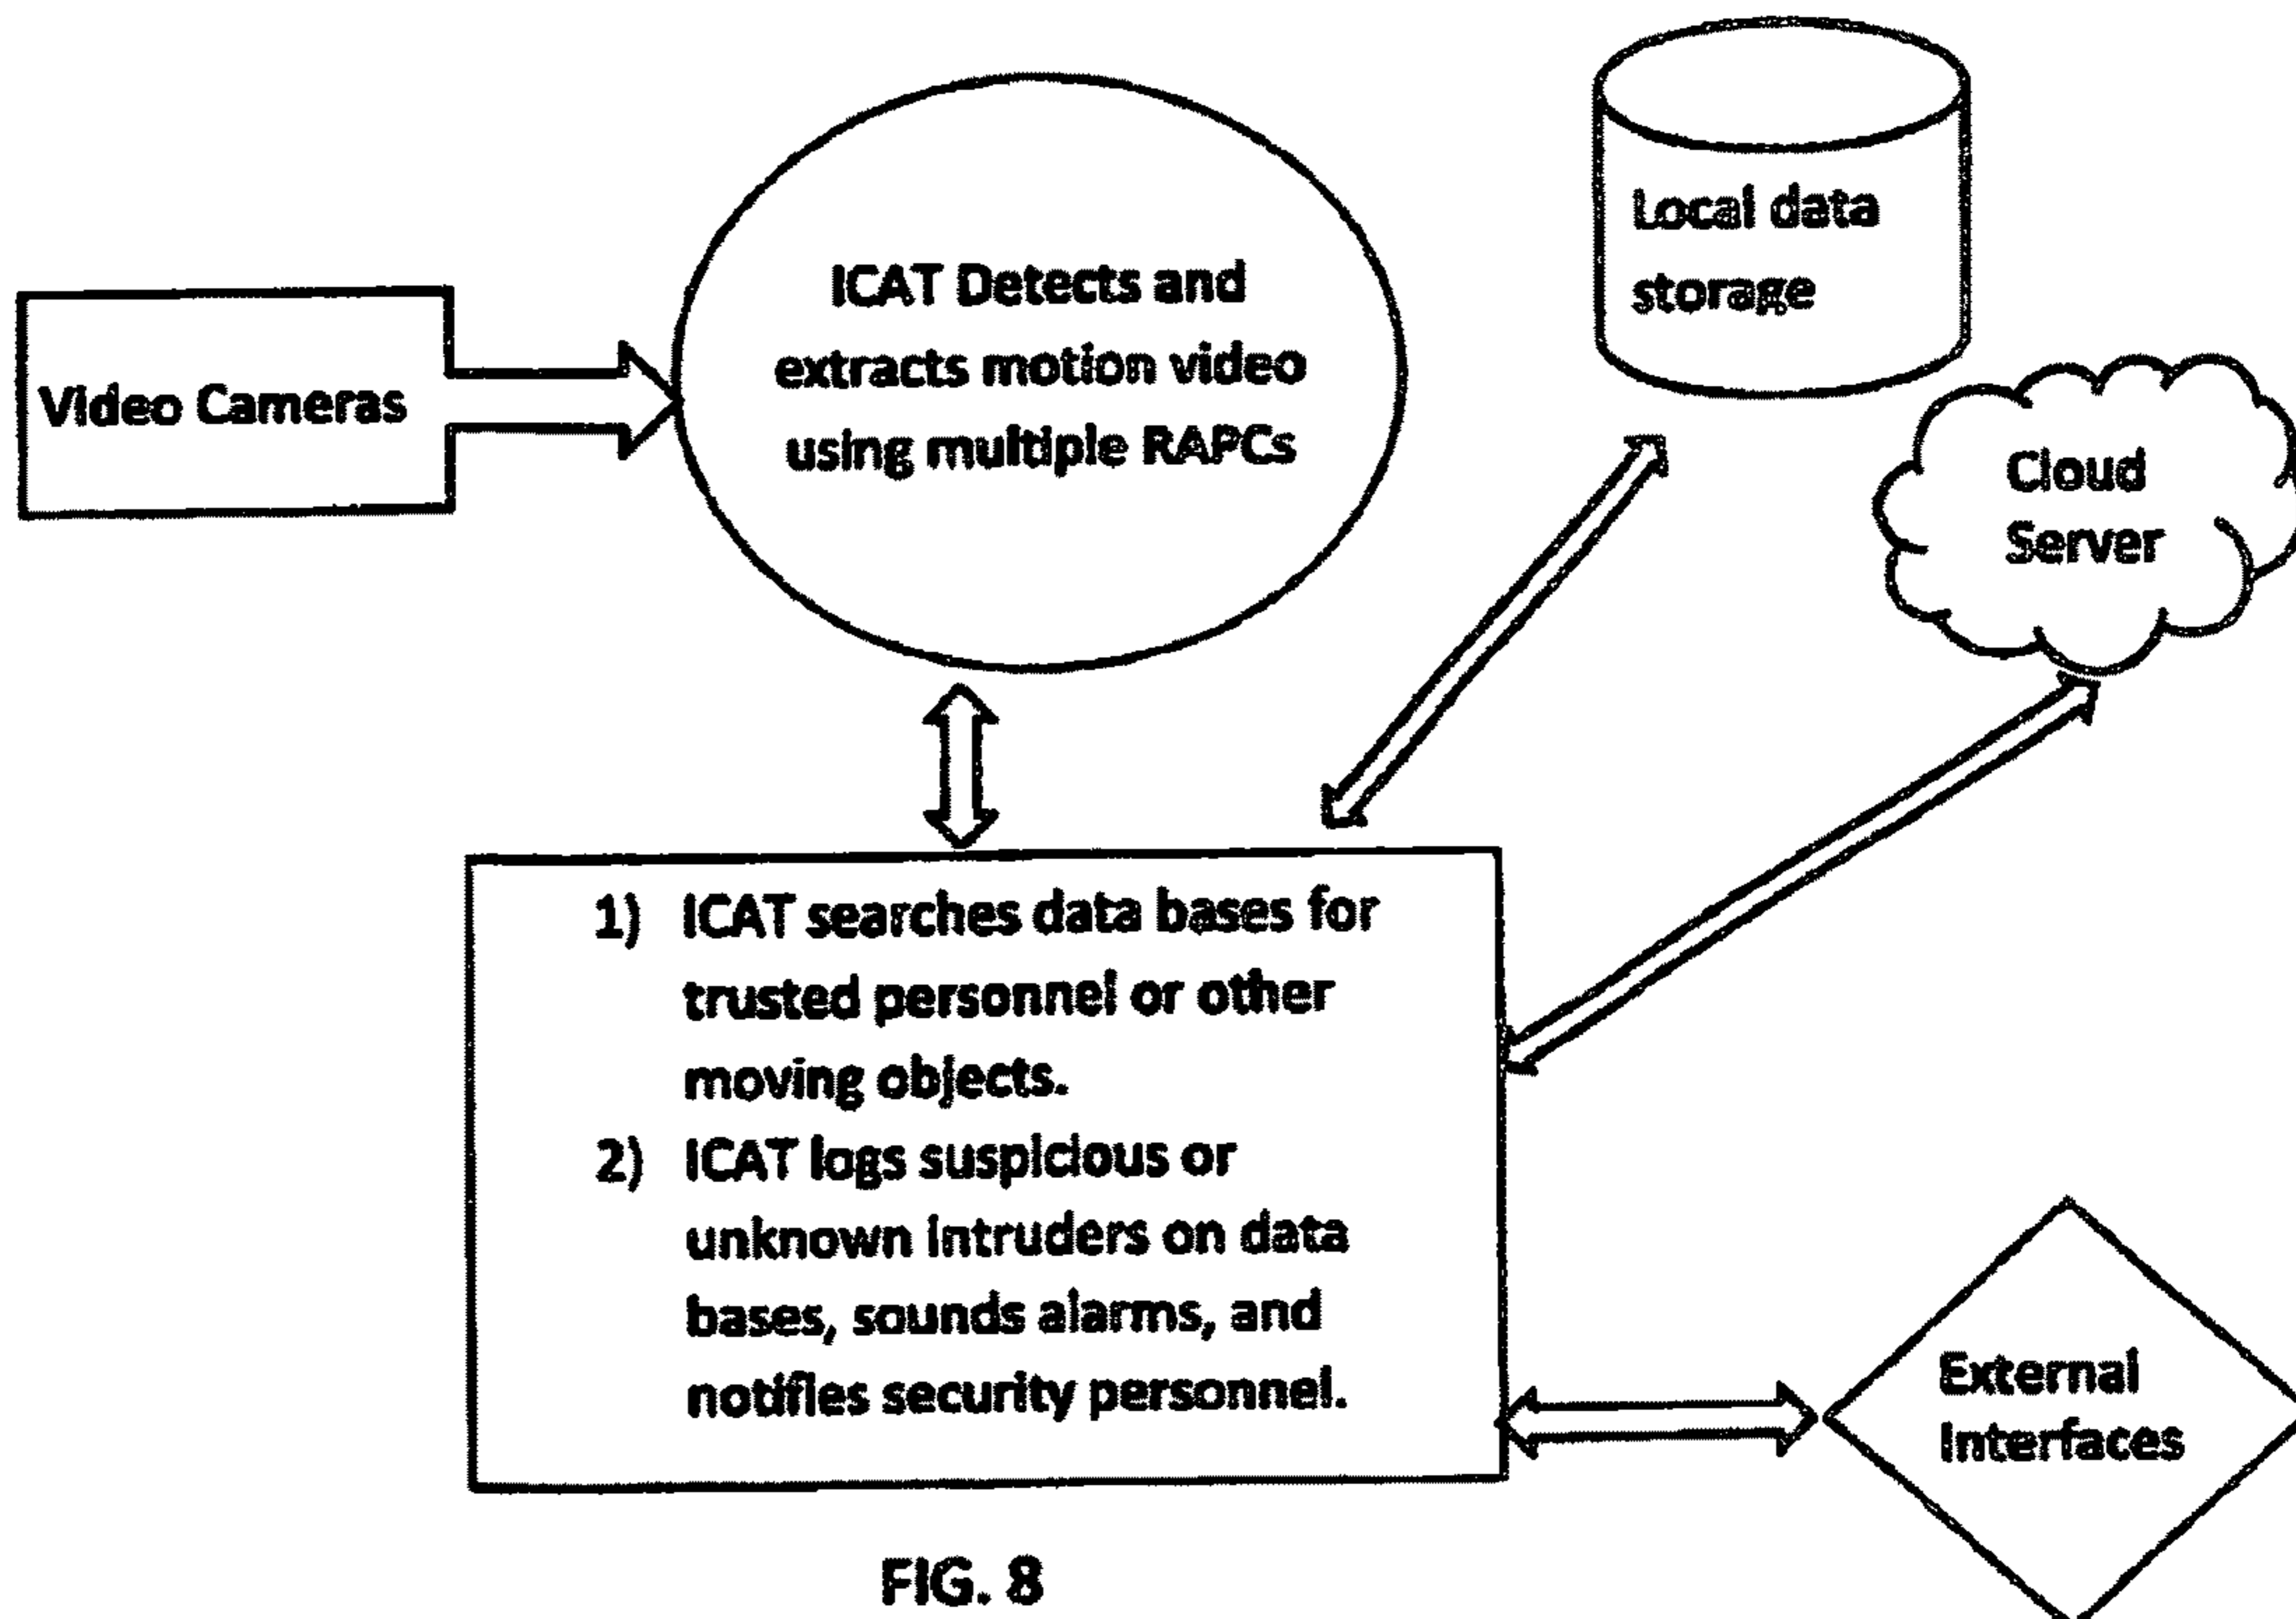 Video Cameras
ICAT Detects and
extracts motion video
using multiple RAPCs
Local data
storage
Cloud
Server
1) ICAT searches data bases for
trusted personnel or other
moving objects.
2) ICAT logs suspicious or
unknown intruders on data
bases, sounds alarms, and
notifies security personnel.
External
Interfaces
FIG. 8